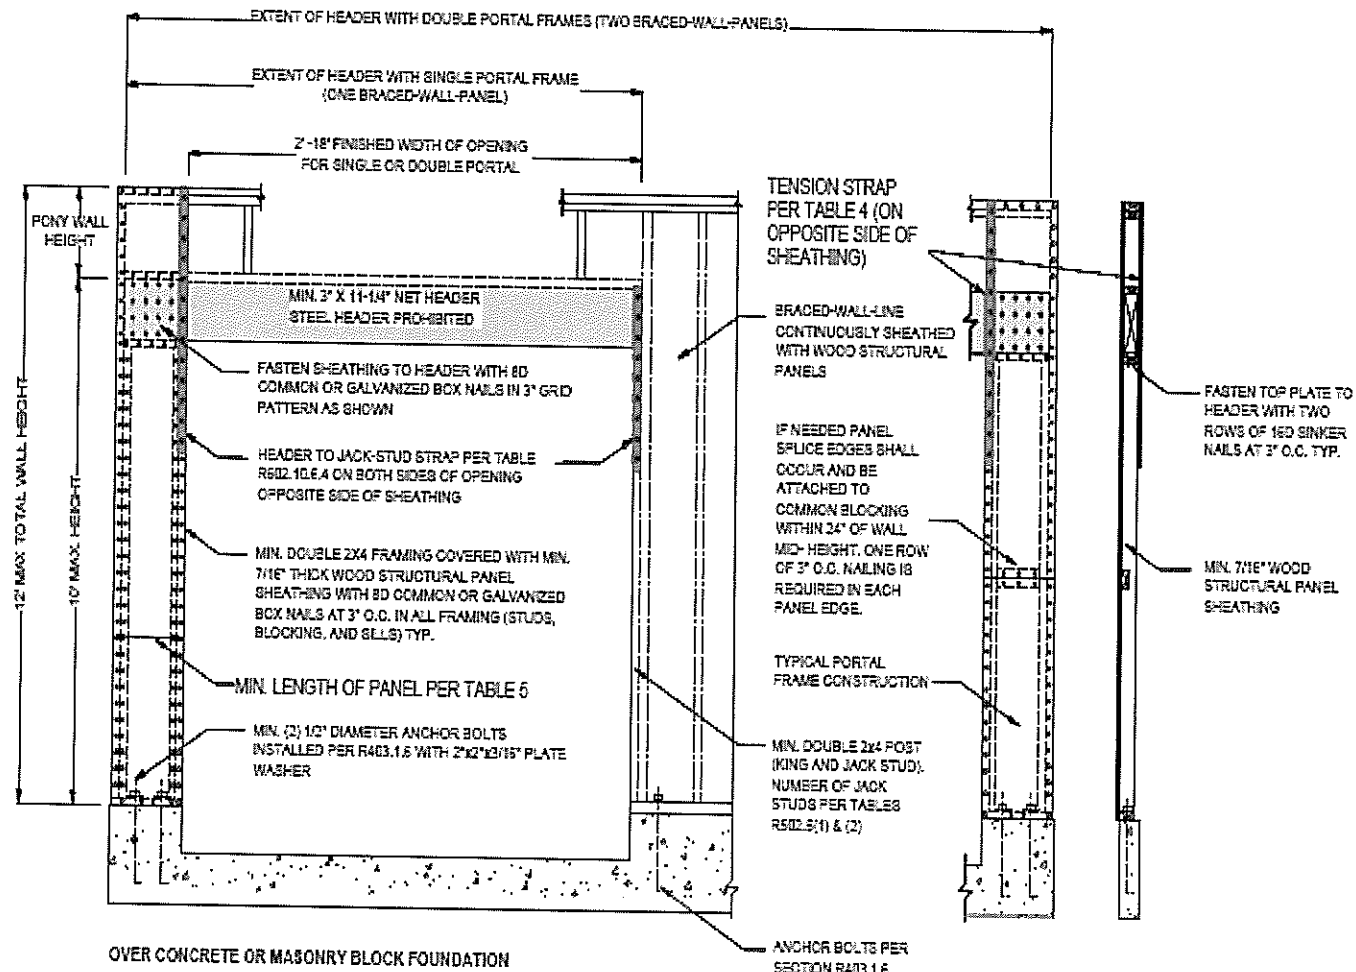 EXTENT OF HEADER WITH DOUBLE PORTAL FRAMES (TWO BRACED-WALL-PANELS)
EXTENT OF HEADER WITH SINGLE PORTAL FRAME
(ONE BRACED-WALL-PANEL)
2'-18' FINISHED WIDTH OF OPENING
FOR SINGLE OR DOUBLE PORTAL
PONY WALL
HEIGHT
12' MAX TOTAL WALL HEIGHT
10' MAX. HEIGHT
MIN. 3" X 11-1/4" NET HEADER
STEEL HEADER PROHIBITED
FASTEN SHEATHING TO HEADER WITH 8D
COMMON OR GALVANIZED BOX NAILS IN 3" GRID
PATTERN AS SHOWN
HEADER TO JACK-STUD STRAP PER TABLE
R602.10.6.4 ON BOTH SIDES OF OPENING
OPPOSITE SIDE OF SHEATHING
MIN. DOUBLE 2X4 FRAMING COVERED WITH MIN.
7/16" THICK WOOD STRUCTURAL PANEL
SHEATHING WITH 8D COMMON OR GALVANIZED
BOX NAILS AT 3" O.C. IN ALL FRAMING (STUDS,
BLOCKING, AND SILLS) TYP.
MIN. LENGTH OF PANEL PER TABLE 5
MIN. (2) 1/2" DIAMETER ANCHOR BOLTS
INSTALLED PER R403.1.6 WITH 2"x2"x3/16" PLATE
WASHER
OVER CONCRETE OR MASONRY BLOCK FOUNDATION
TENSION STRAP
PER TABLE 4 (ON
OPPOSITE SIDE OF
SHEATHING)
BRACED-WALL-LINE
CONTINUOUSLY SHEATHED
WITH WOOD STRUCTURAL
PANELS
IF NEEDED PANEL
SPLICE EDGES SHALL
OCCUR AND BE
ATTACHED TO
COMMON BLOCKING
WITHIN 24" OF WALL
MID- HEIGHT. ONE ROW
OF 3" O.C. NAILING IS
REQUIRED IN EACH
PANEL EDGE.
TYPICAL PORTAL
FRAME CONSTRUCTION
MIN. DOUBLE 2x4 POST
(KING AND JACK STUD).
NUMBER OF JACK
STUDS PER TABLES
R502.5(1) & (2)
ANCHOR BOLTS PER
SECTION R403.1.6
FASTEN TOP PLATE TO
HEADER WITH TWO
ROWS OF 16D SINKER
NAILS AT 3" O.C. TYP.
MIN. 7/16" WOOD
STRUCTURAL PANEL
SHEATHING